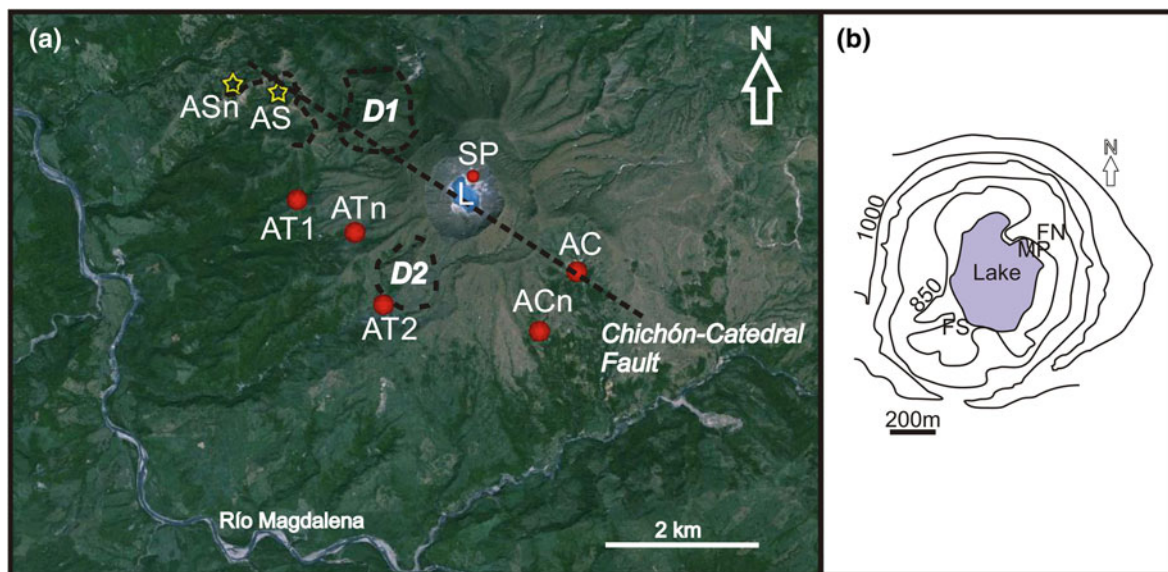 (a)
N
ASn
AS
D1
SP
L
AT1
ATn
AC
D2
ACn
AT2
Chichón-Catedral
Fault
Río Magdalena
2 km
(b)
N
1000
FN
MP
Lake
850
FS
200m